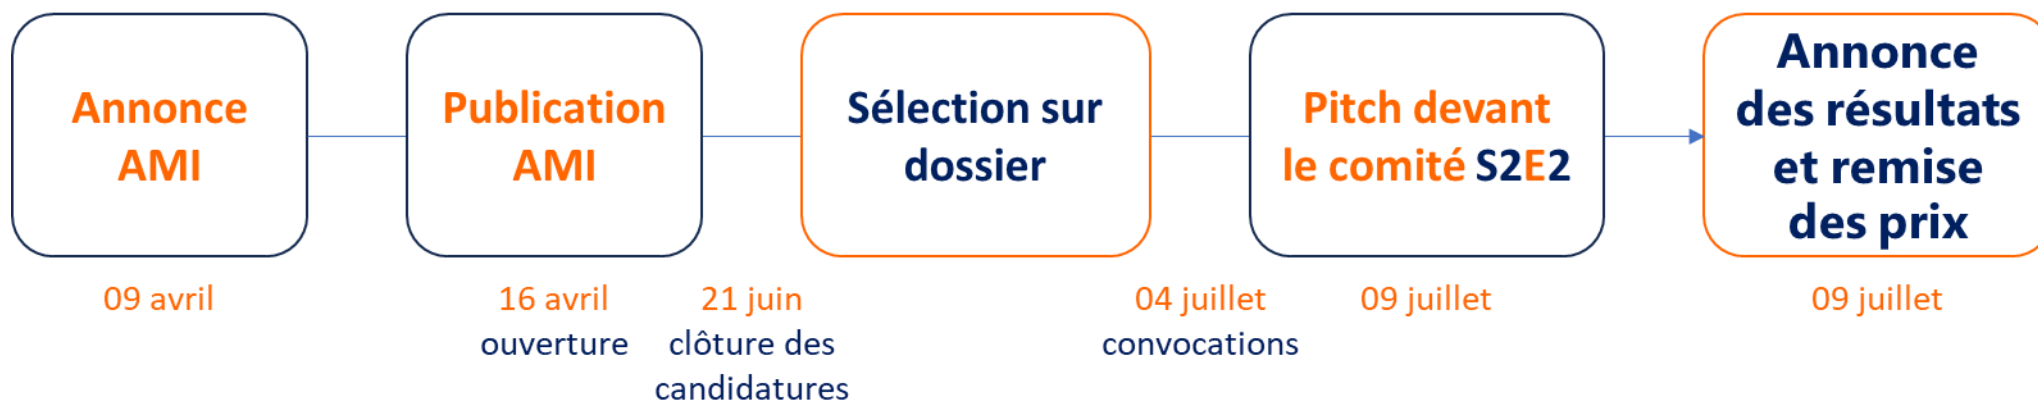 Annonce
AMI
Publication
AMI
Sélection sur
dossier
Pitch devant
le comité S2E2
Annonce
des résultats
et remise
des prix
09 avril
16 avril
ouverture
21 juin
clôture des
candidatures
04 juillet
convocations
09 juillet
09 juillet